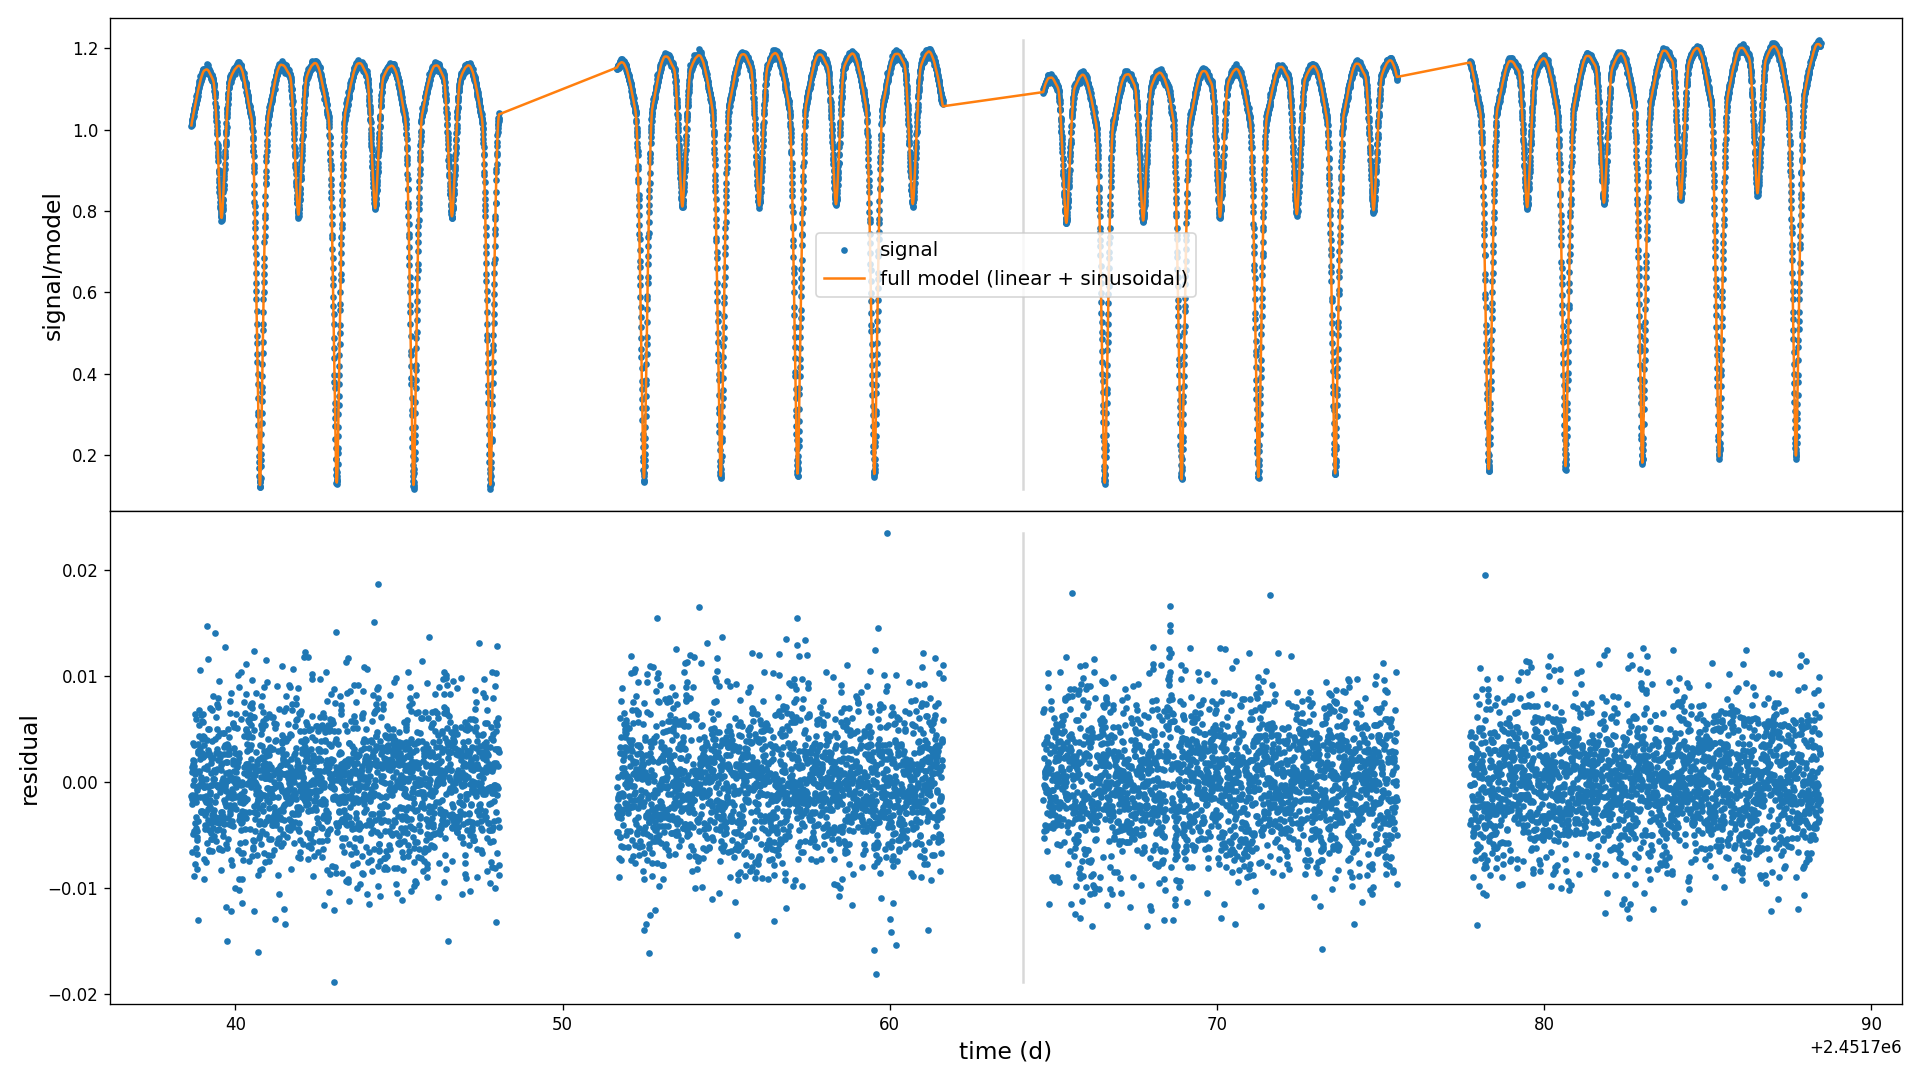 1.2
1.0
0.8
0.6
0.4
0.2
signal/model
signal
full model (linear + sinusoidal)
0.02
0.01
0.00
−0.01
−0.02
residual
40
50
60
70
80
90
time (d)
+2.4517e6